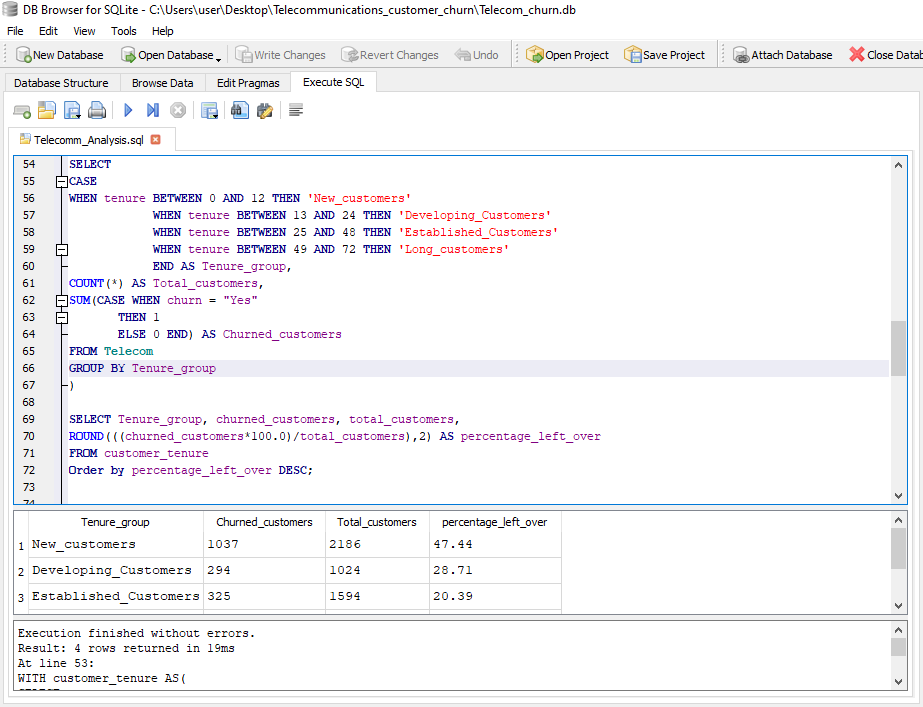 DB Browser for SQLite - C:\Users\user\Desktop\Telecommunications_customer_churn\Telecom_churn.db
File Edit View Tools Help
New Database Open Database Write Changes Revert Changes Undo Open Project Save Project Attach Database Close Datab
Database Structure Browse Data Edit Pragmas Execute SQL
Telecomm_Analysis.sql
54 SELECT
55 CASE
56 WHEN tenure BETWEEN 0 AND 12 THEN 'New_customers'
57 WHEN tenure BETWEEN 13 AND 24 THEN 'Developing_Customers'
58 WHEN tenure BETWEEN 25 AND 48 THEN 'Established_Customers'
59 WHEN tenure BETWEEN 49 AND 72 THEN 'Long_customers'
60 END AS Tenure_group,
61 COUNT(*) AS Total_customers,
62 SUM(CASE WHEN churn = "Yes"
63 THEN 1
64 ELSE 0 END) AS Churned_customers
65 FROM Telecom
66 GROUP BY Tenure_group
67 )
68
69 SELECT Tenure_group, churned_customers, total_customers,
70 ROUND(((churned_customers*100.0)/total_customers),2) AS percentage_left_over
71 FROM customer_tenure
72 Order by percentage_left_over DESC;
73
74
Tenure_group Churned_customers Total_customers percentage_left_over
1 New_customers 1037 2186 47.44
2 Developing_Customers 294 1024 28.71
3 Established_Customers 325 1594 20.39
Execution finished without errors.
Result: 4 rows returned in 19ms
At line 53:
WITH customer_tenure AS(
SELECT